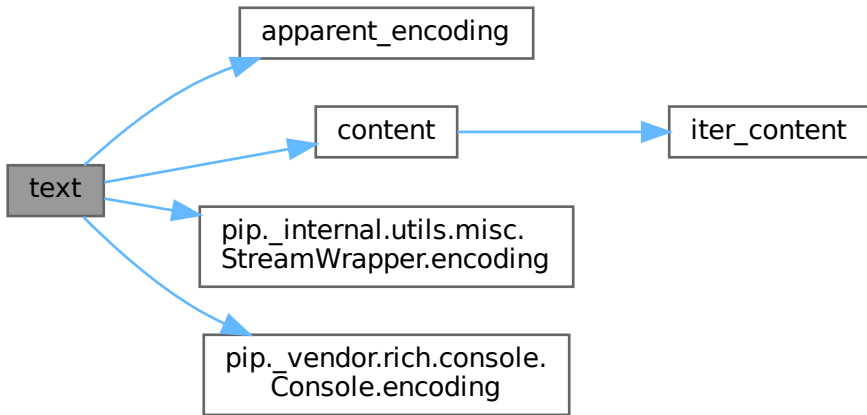 apparent_encoding
content
iter_content
text
pip._internal.utils.misc.
StreamWrapper.encoding
pip._vendor.rich.console.
Console.encoding